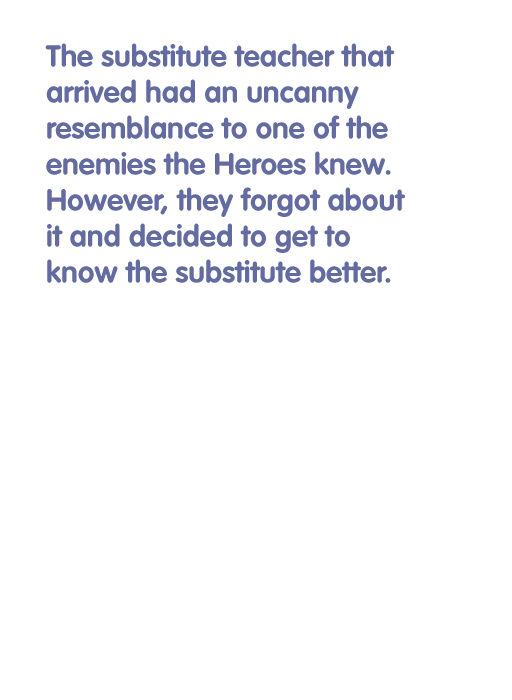 The substitute teacher that
arrived had an uncanny
resemblance to one of the
enemies the Heroes knew.
However, they forgot about
it and decided to get to
know the substitute better.